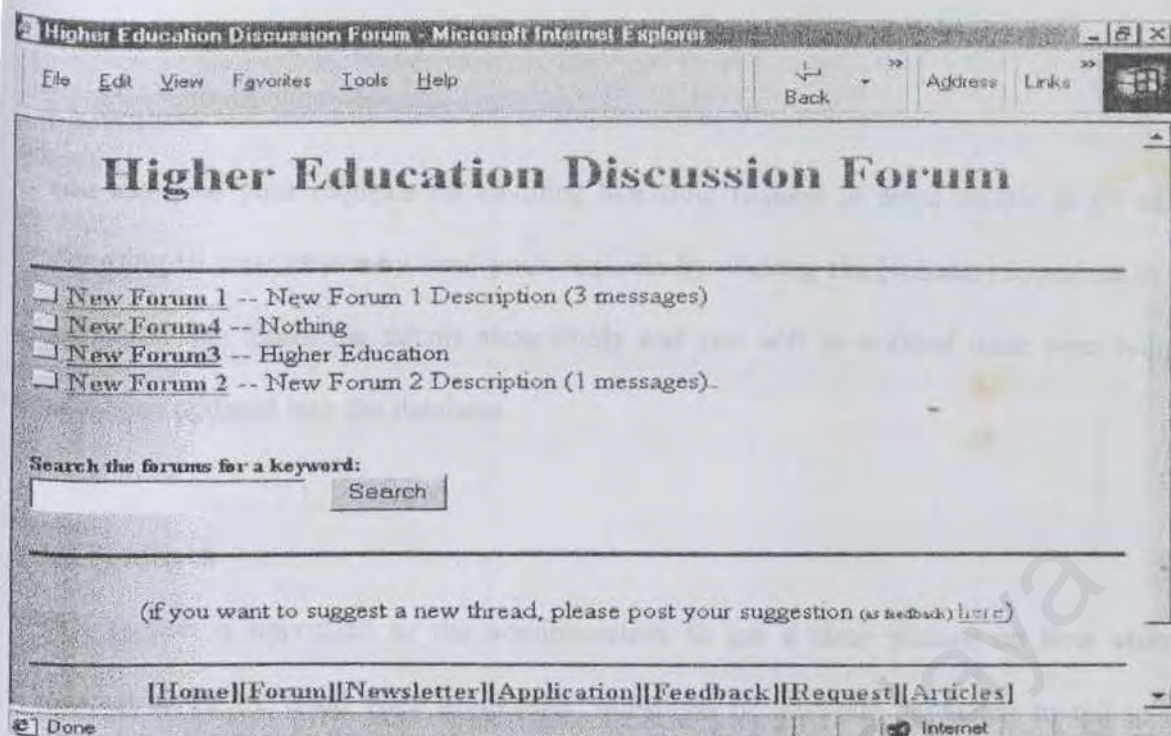 Higher Education Discussion Forum - Microsoft Internet Explorer
File Edit View Favorites Tools Help
Back
» Address Links »
Higher Education Discussion Forum
New Forum 1 -- New Forum 1 Description (3 messages)
New Forum4 -- Nothing
New Forum3 -- Higher Education
New Forum 2 -- New Forum 2 Description (1 messages)
Search the forums for a keyword:
Search
(if you want to suggest a new thread, please post your suggestion (as feedback) here)
[Home][Forum][Newsletter][Application][Feedback][Request][Articles]
Done Internet